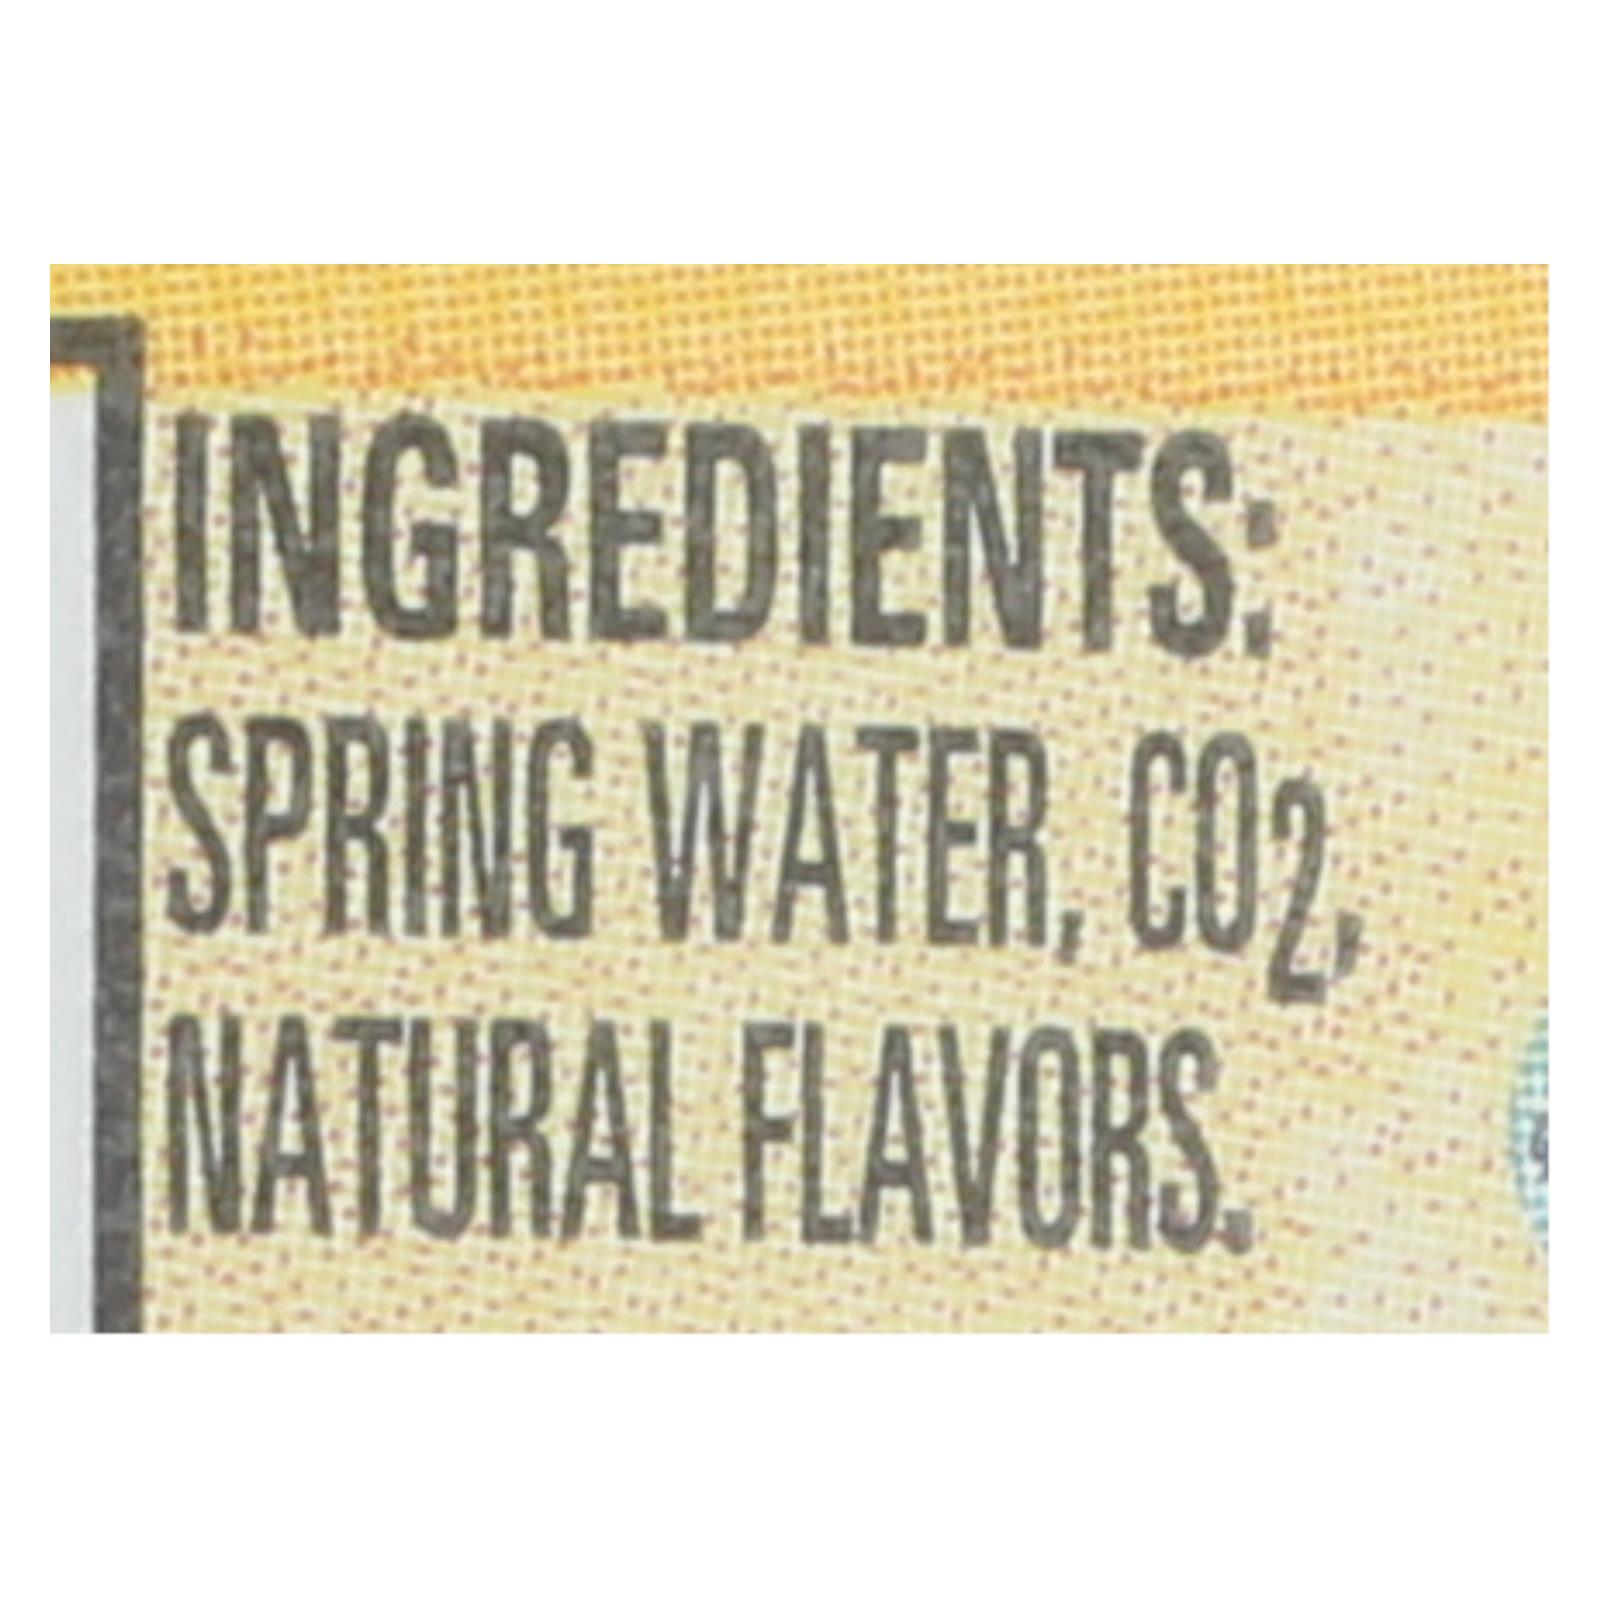 INGREDIENTS:
SPRING WATER, CO2,
NATURAL FLAVORS.